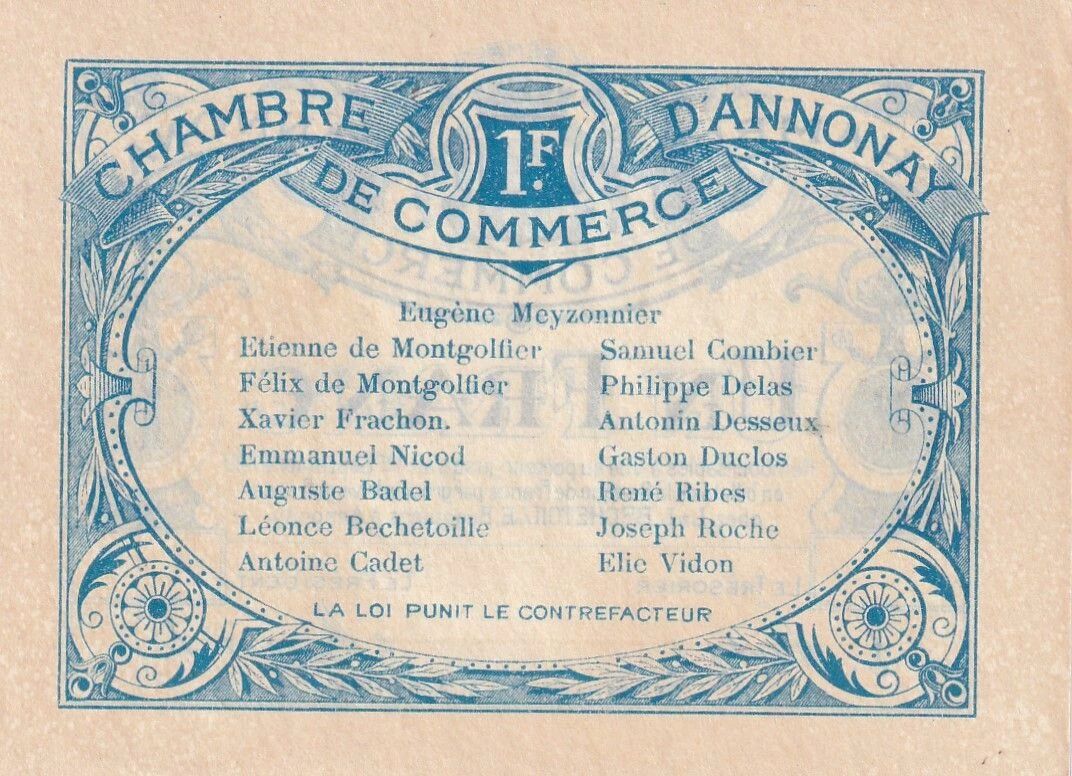 CHAMBRE
DE COMMERCE
D'ANNONAY
1F.
Eugène Meyzonnier
Etienne de Montgolfier
Félix de Montgolfier
Xavier Frachon.
Emmanuel Nicod
Auguste Badel
Léonce Bechetoille
Antoine Cadet
Samuel Combier
Philippe Delas
Antonin Desseux
Gaston Duclos
René Ribes
Joseph Roche
Elie Vidon
LA LOI PUNIT LE CONTREFACTEUR